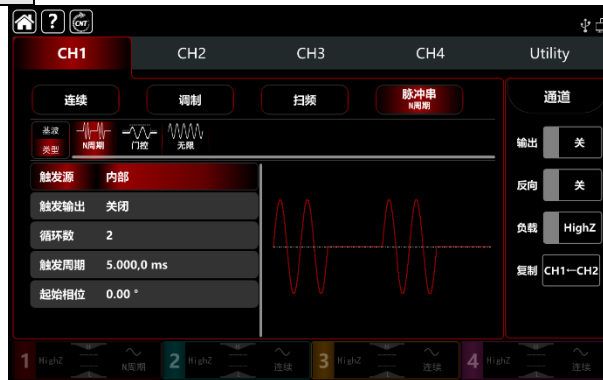 ? CNT
CH1 CH2 CH3 CH4 Utility
连续 调制 扫频 脉冲串 通道
N周期
基波
类型 N周期 门控 无限
输出 关
触发源 内部
反向 关
触发输出 关闭
循环数 2
负载 HighZ
触发周期 5.000,0 ms
复制 CH1←CH2
起始相位 0.00 °
1 HighZ N周期 2 HighZ 连续 3 HighZ 连续 4 HighZ 连续